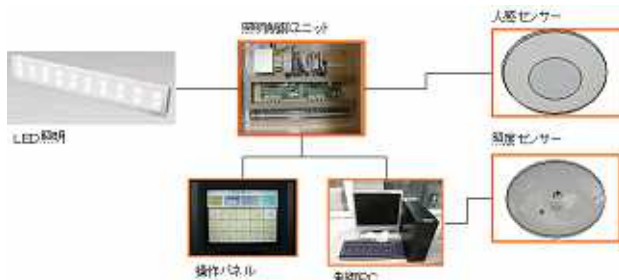 人感センサー
照明制御ユニット
LED照明
照度センサー
操作パネル
制御PC